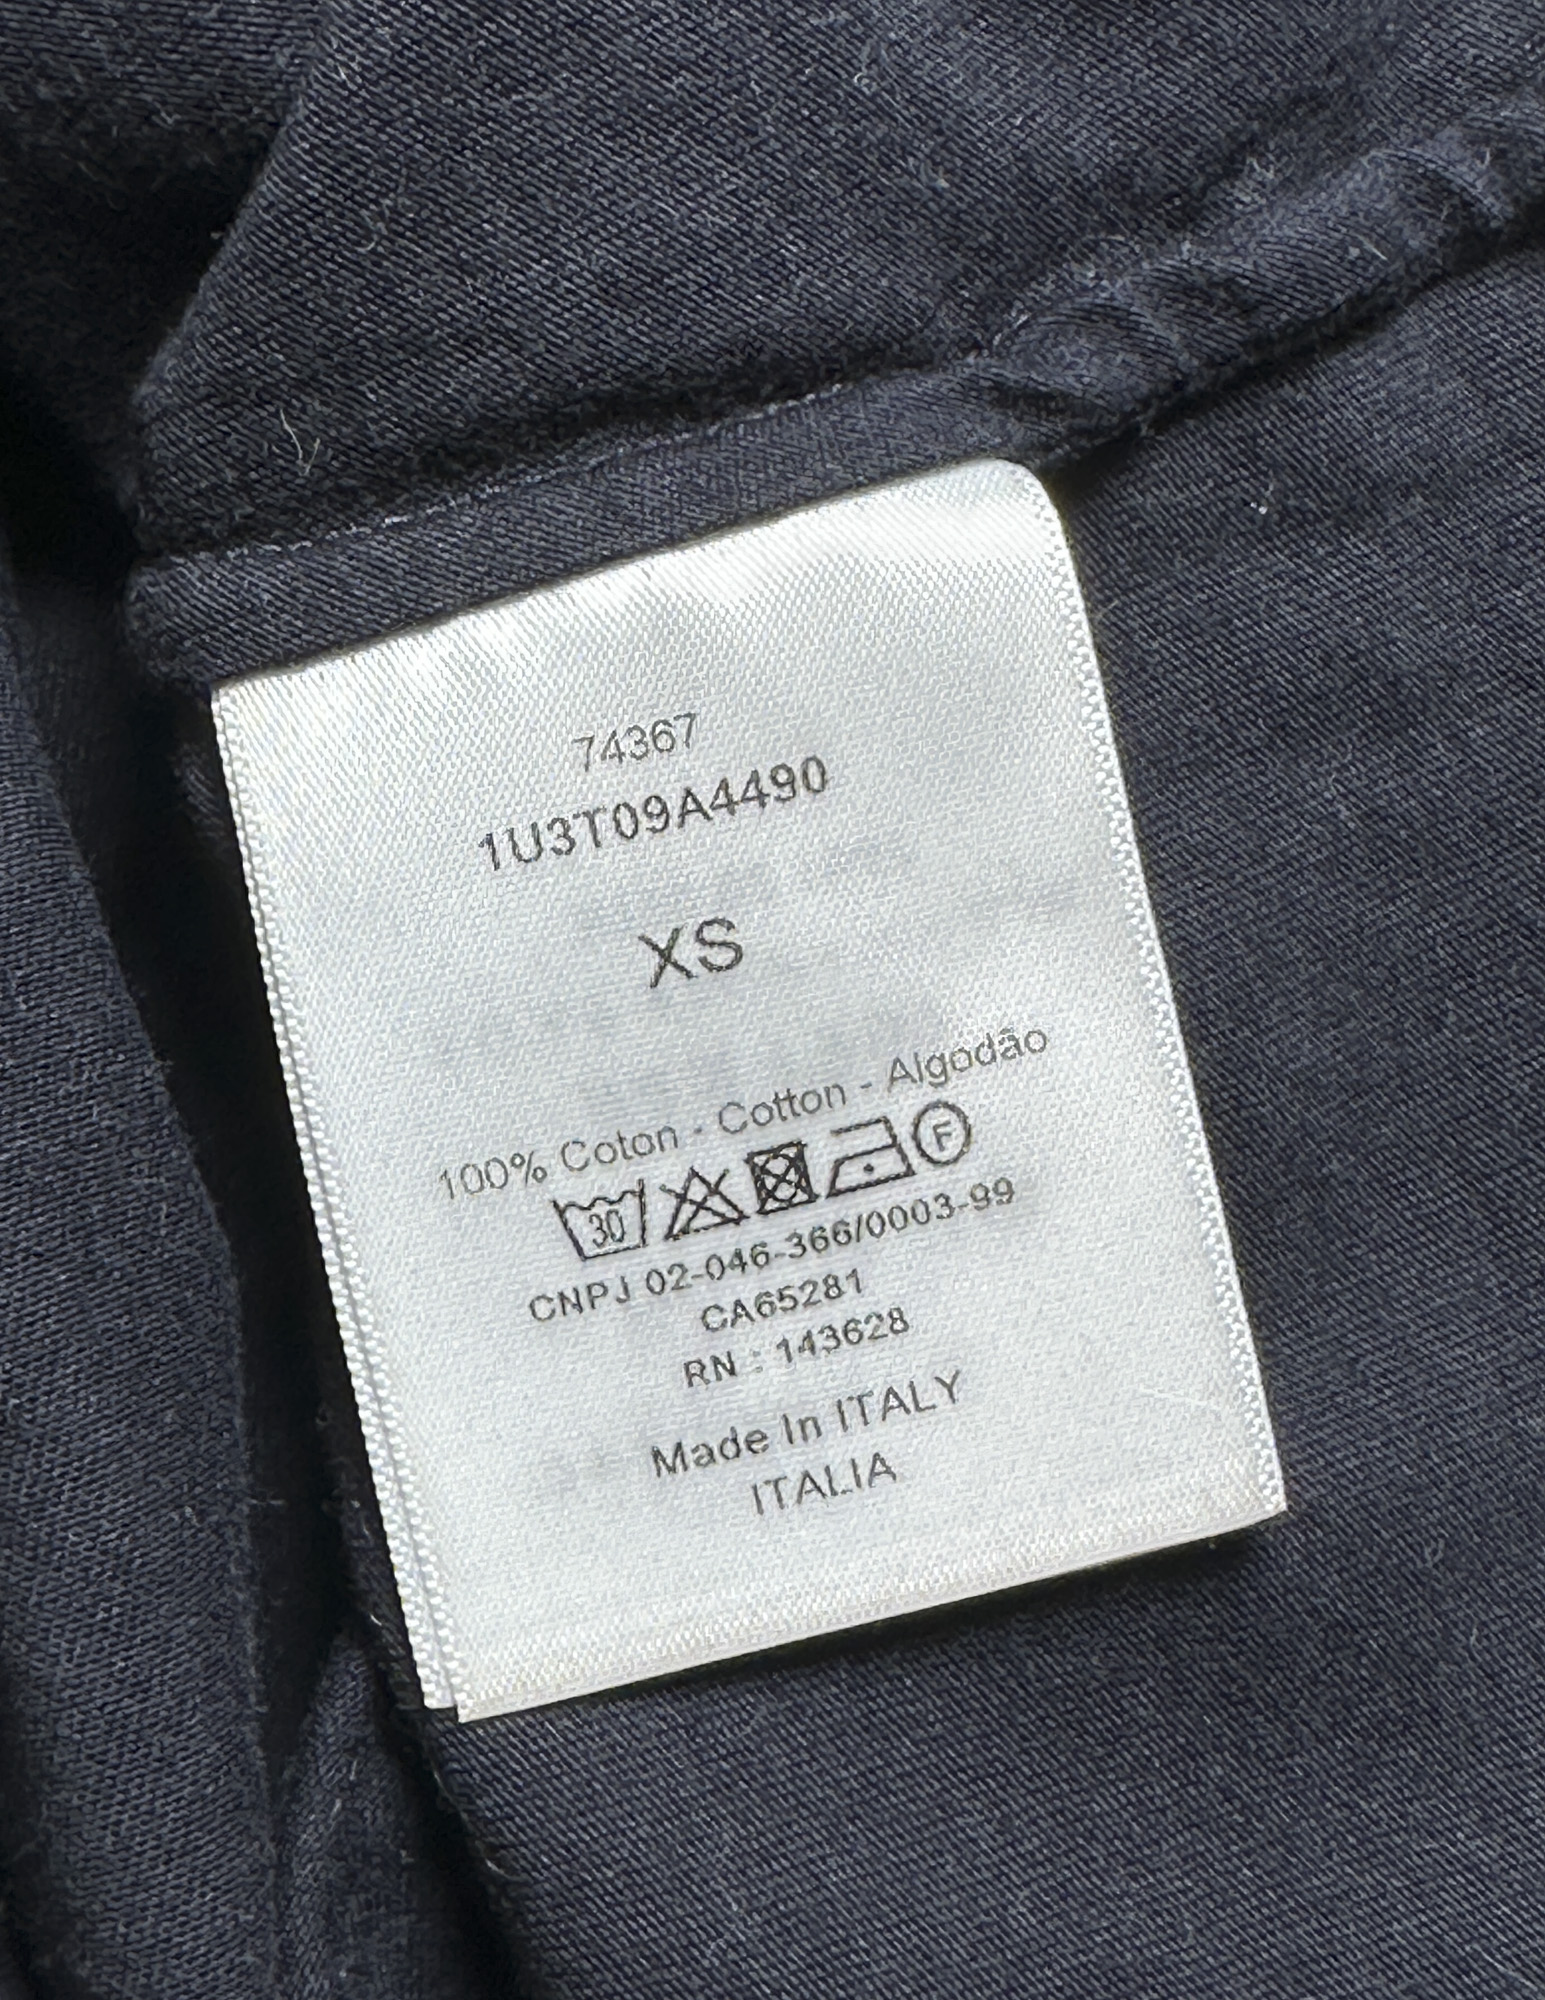 74367
1U3T09A4490
XS
100% Coton - Cotton - Algodão
30 F
CNPJ 02-046-366/0003-99
CA65281
RN : 143628
Made In ITALY
ITALIA